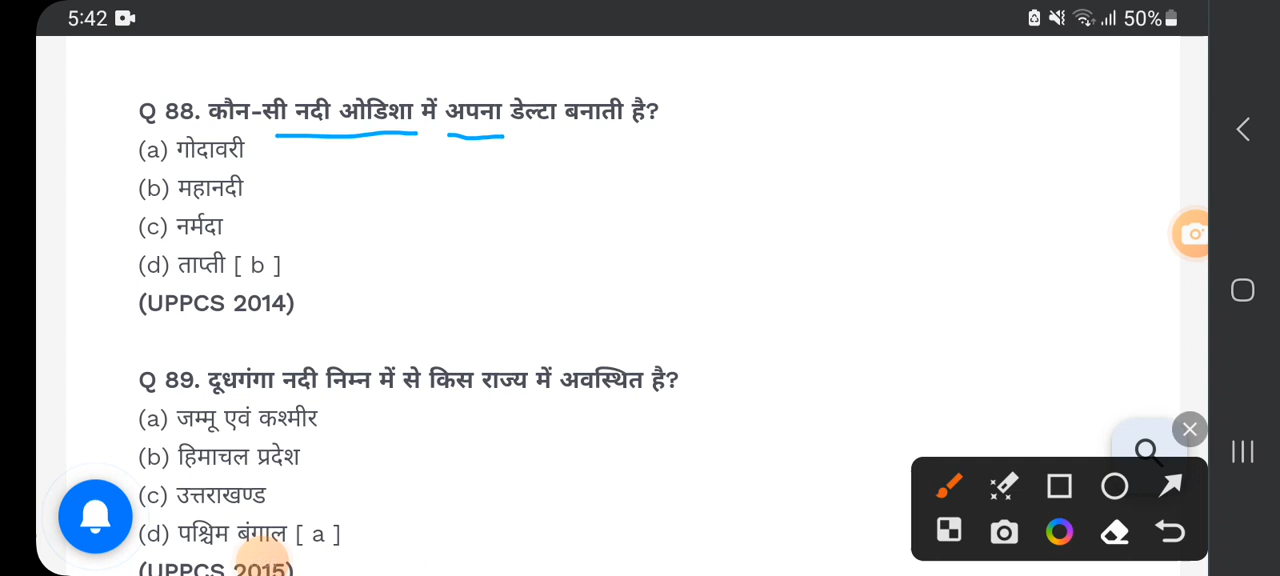 5:42
50%
Q 88. कौन-सी नदी ओडिशा में अपना डेल्टा बनाती है?
(a) गोदावरी
(b) महानदी
(c) नर्मदा
(d) ताप्ती [ b ]
(UPPCS 2014)
Q 89. दूधगंगा नदी निम्न में से किस राज्य में अवस्थित है?
(a) जम्मू एवं कश्मीर
(b) हिमाचल प्रदेश
(c) उत्तराखण्ड
(d) पश्चिम बंगाल [ a ]
(UPPCS 2015)